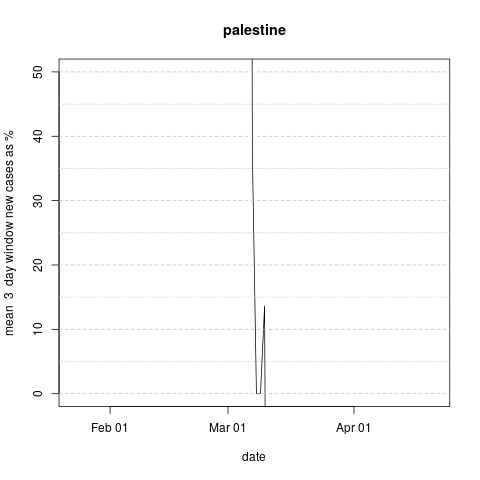 palestine
mean 3 day window new cases as %
50
40
30
20
10
0
Feb 01
Mar 01
Apr 01
date